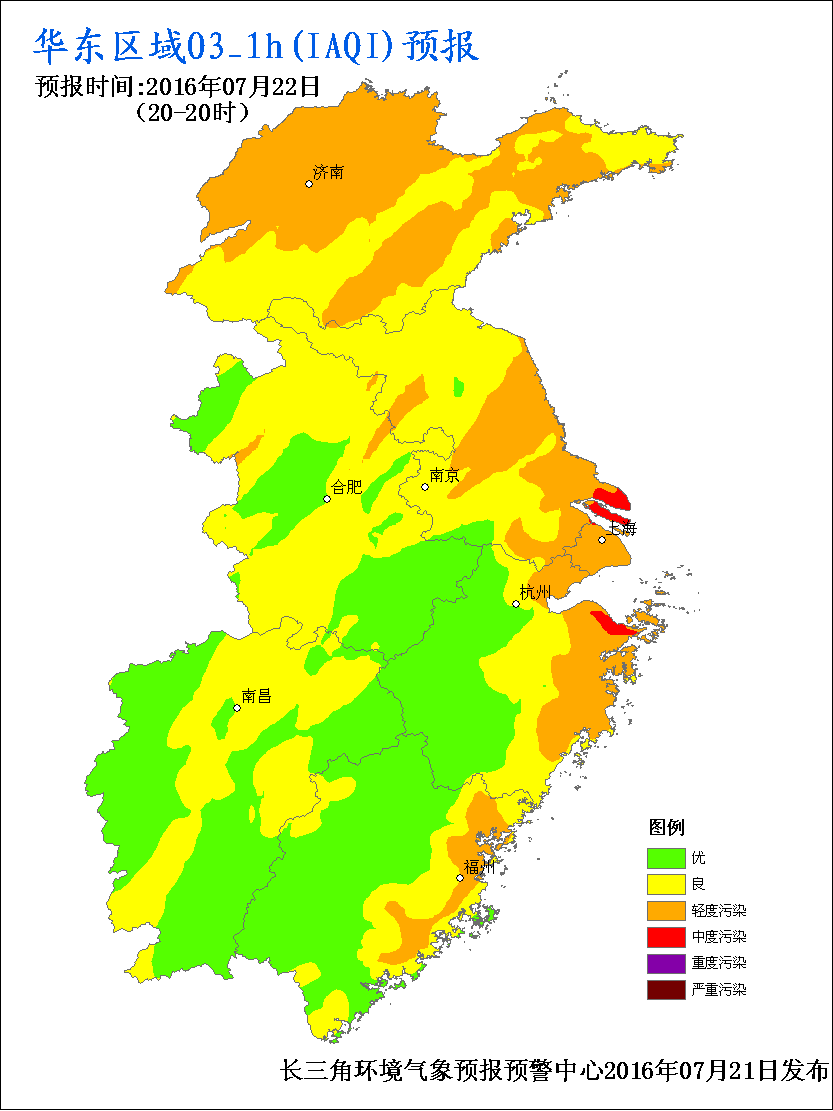 华东区域O3_1h(IAQI)预报
预报时间:2016年07月22日
(20-20时)
济南
南京
合肥
上海
杭州
南昌
福州
图例
优
良
轻度污染
中度污染
重度污染
严重污染
长三角环境气象预报预警中心2016年07月21日发布